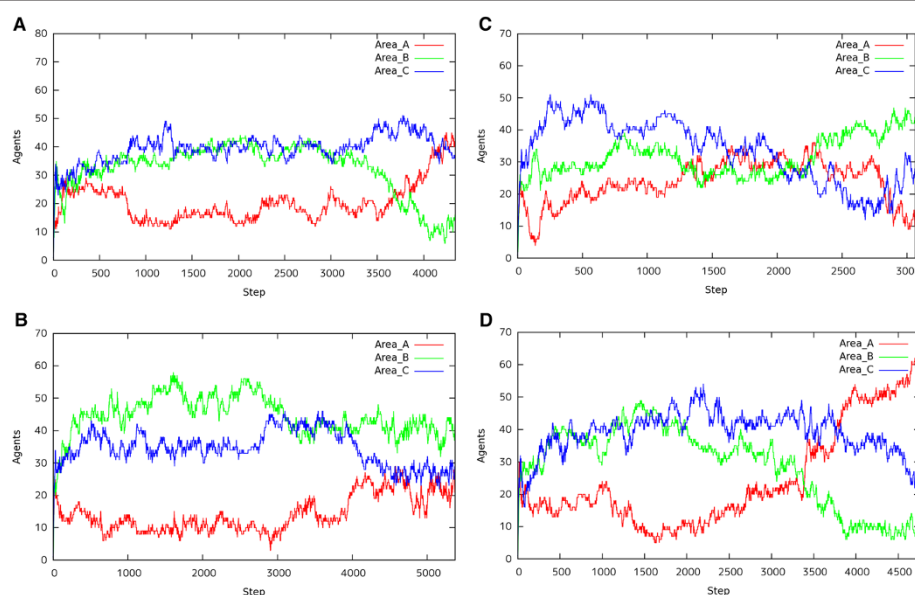 A
80
70
60
50
40
30
20
10
0
Agents
0 500 1000 1500 2000 2500 3000 3500 4000
Step
Area_A
Area_B
Area_C
C
80
70
60
50
40
30
20
10
0
Agents
0 500 1000 1500 2000 2500 300
Step
Area_A
Area_B
Area_C
B
70
60
50
40
30
20
10
0
Agents
0 1000 2000 3000 4000 5000
Step
Area_A
Area_B
Area_C
D
70
60
50
40
30
20
10
0
Agents
0 500 1000 1500 2000 2500 3000 3500 4000 4500
Step
Area_A
Area_B
Area_C